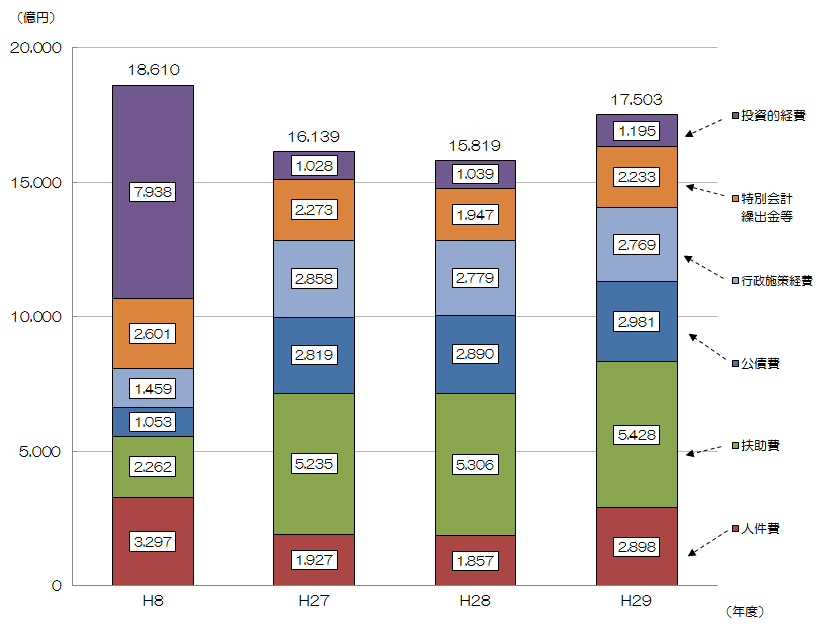 （億円）
20.000
15.000
10.000
5.000
0
18.610
7.938
2.601
1.459
1.053
2.262
3.297
H8
16.139
1.028
2.273
2.858
2.819
5.235
1.927
H27
15.819
1.039
1.947
2.779
2.890
5.306
1.857
H28
17.503
1.195
2.233
2.769
2.981
5.428
2.898
H29
（年度）
投資的経費
特別会計
繰出金等
行政施策経費
公債費
扶助費
人件費